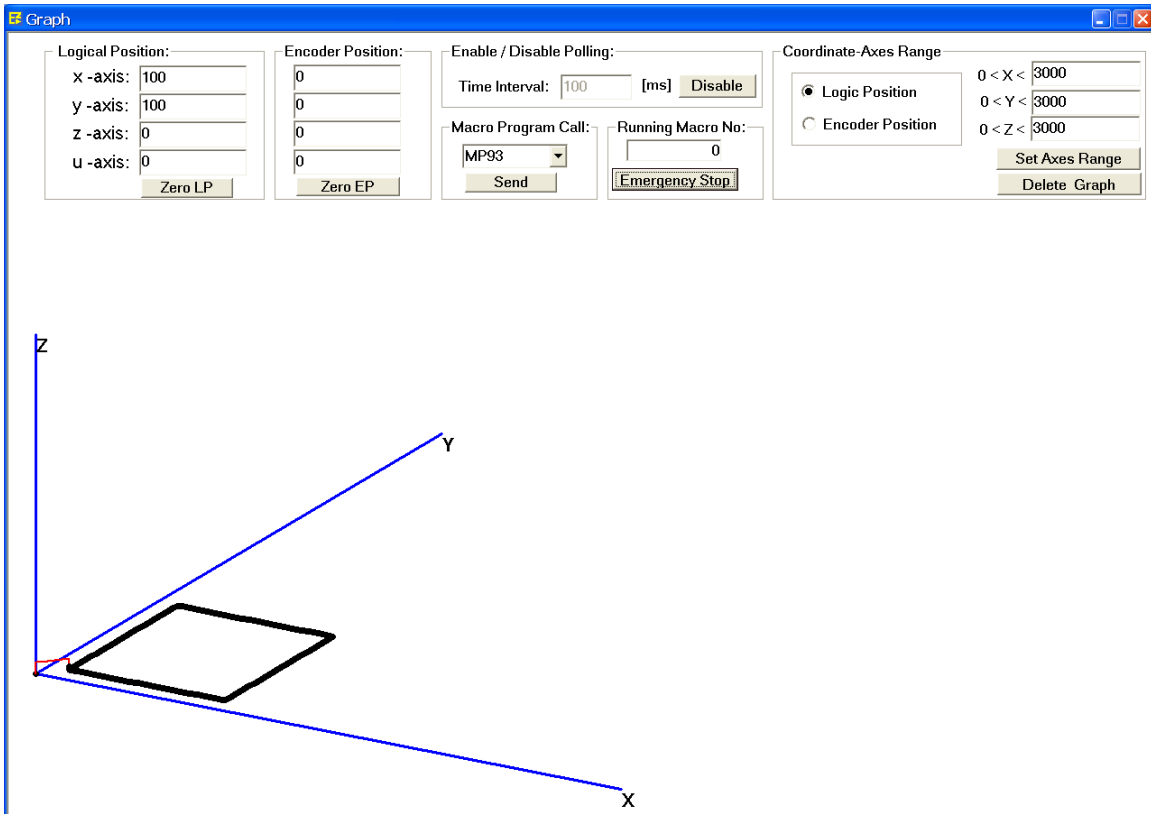 Graph
Logical Position:
x -axis: 100
y -axis: 100
z -axis: 0
u -axis: 0
Zero LP
Encoder Position:
0
0
0
0
Zero EP
Enable / Disable Polling:
Time Interval: 100 [ms] Disable
Macro Program Call:
MP93
Send
Running Macro No:
0
Emergency Stop
Coordinate-Axes Range
Logic Position
Encoder Position
0 < X < 3000
0 < Y < 3000
0 < Z < 3000
Set Axes Range
Delete Graph
Z
Y
X